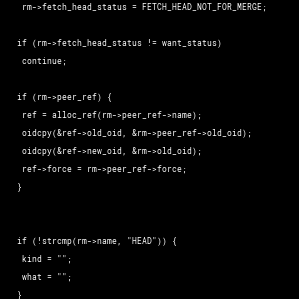 rm->fetch_head_status = FETCH_HEAD_NOT_FOR_MERGE;
if (rm->fetch_head_status != want_status)
continue;
if (rm->peer_ref) {
ref = alloc_ref(rm->peer_ref->name);
oidcpy(&ref->old_oid, &rm->peer_ref->old_oid);
oidcpy(&ref->new_oid, &rm->old_oid);
ref->force = rm->peer_ref->force;
}
if (!strcmp(rm->name, "HEAD")) {
kind = "";
what = "";
}